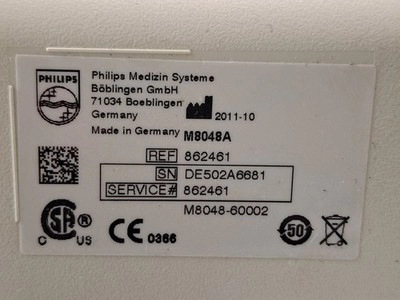 PHILIPS
Philips Medizin Systeme
Böblingen GmbH
71034 Boeblingen
Germany
2011-10
Made in Germany M8048A
REF 862461
SN DE502A6681
SERVICE# 862461
M8048-60002
C US
CE 0366
50